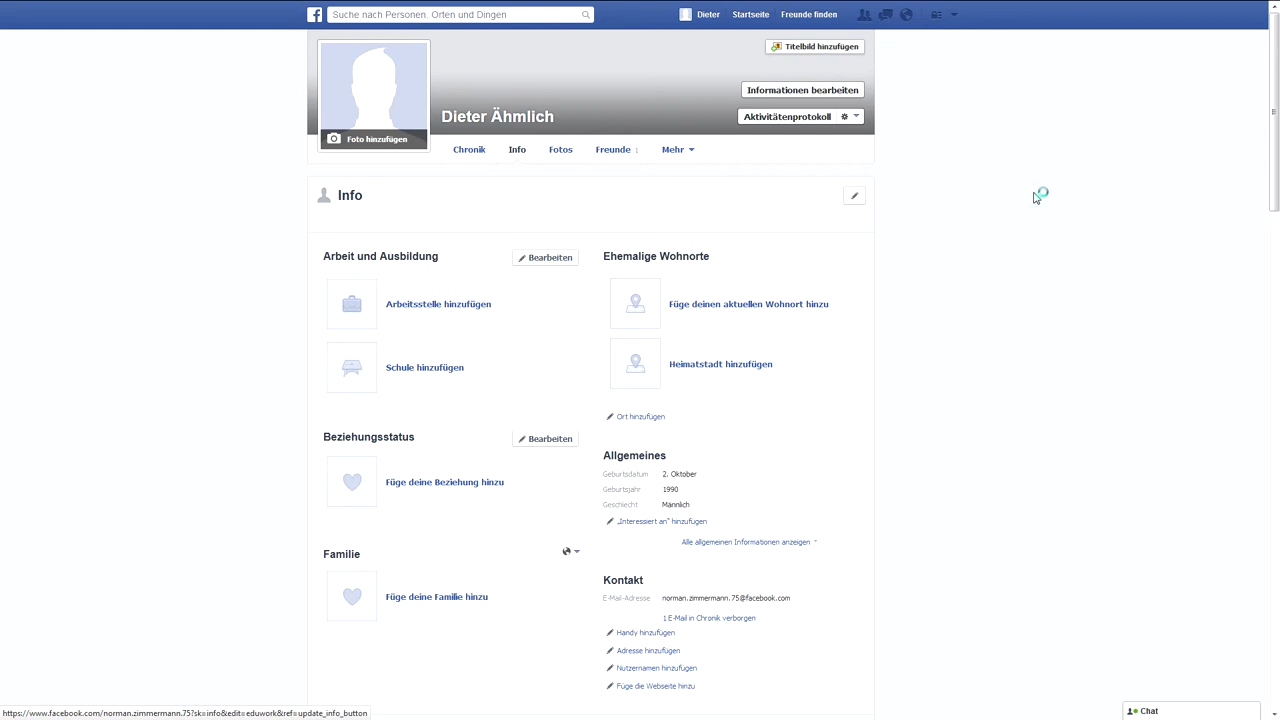 Suche nach Personen, Orten und Dingen
Dieter Startseite Freunde finden
Titelbild hinzufügen
Informationen bearbeiten
Dieter Ähmlich
Aktivitätenprotokoll
Foto hinzufügen
Chronik Info Fotos Freunde 1 Mehr
Info
Arbeit und Ausbildung Bearbeiten
Arbeitsstelle hinzufügen
Schule hinzufügen
Beziehungsstatus Bearbeiten
Füge deine Beziehung hinzu
Familie
Füge deine Familie hinzu
Ehemalige Wohnorte
Füge deinen aktuellen Wohnort hinzu
Heimatstadt hinzufügen
Ort hinzufügen
Allgemeines
Geburtsdatum 2. Oktober
Geburtsjahr 1990
Geschlecht Männlich
„Interessiert an" hinzufügen
Alle allgemeinen Informationen anzeigen
Kontakt
E-Mail-Adresse norman.zimmermann.75@facebook.com
1 E-Mail in Chronik verborgen
Handy hinzufügen
Adresse hinzufügen
Nutzernamen hinzufügen
Füge die Webseite hinzu
https://www.facebook.com/norman.zimmermann.75?sk=info&edit=eduwork&ref=update_info_button
Chat